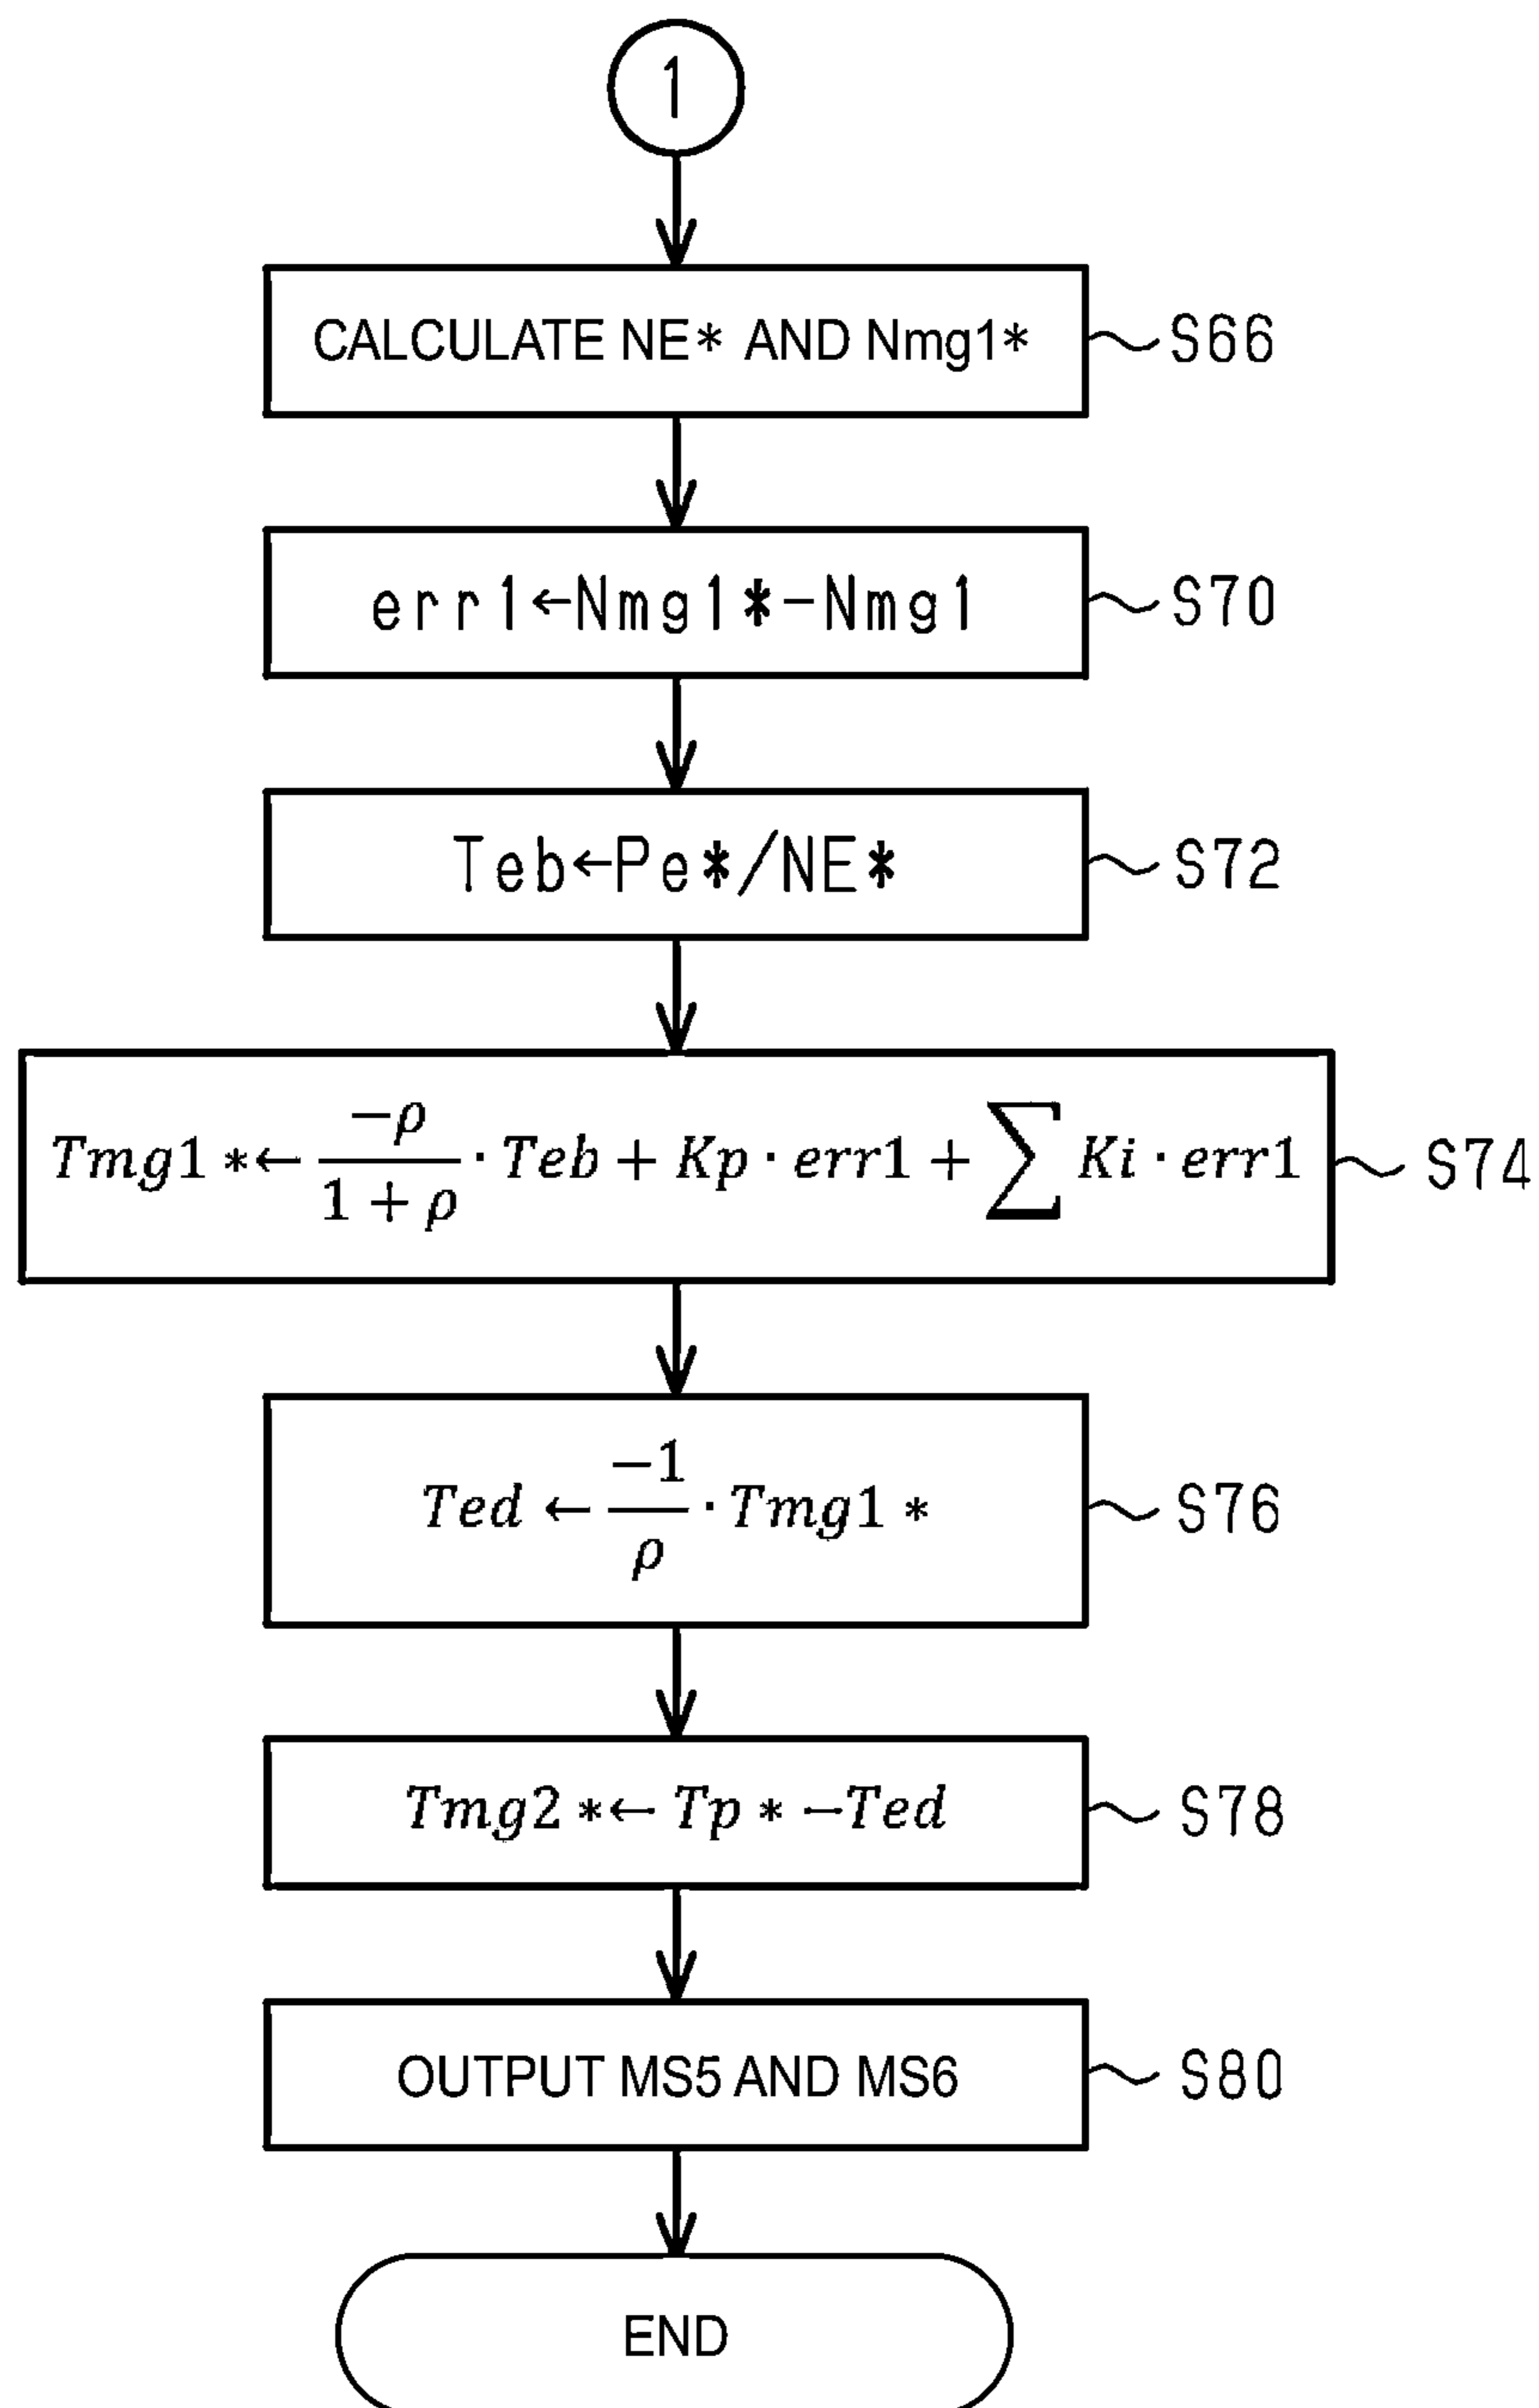 1
CALCULATE NE* AND Nmg1*
S66
err1←Nmg1*−Nmg1
S70
Teb←Pe*/NE*
S72
Tmg1 *← −ρ/(1 + ρ) · Teb + Kp · err1 + ∑ Ki · err1
S74
Ted ← −1/ρ · Tmg1 *
S76
Tmg2 *← Tp * −Ted
S78
OUTPUT MS5 AND MS6
S80
END